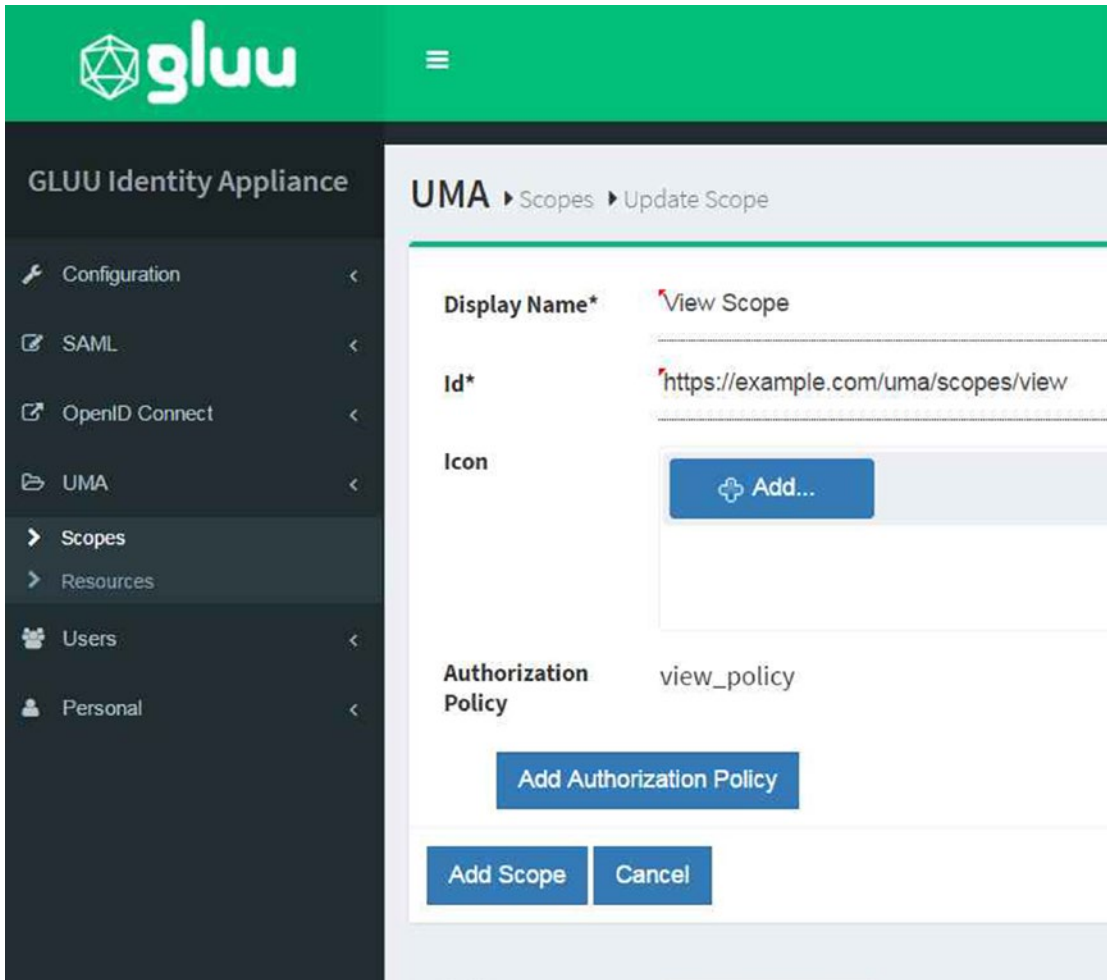 gluu
GLUU Identity Appliance
Configuration
SAML
OpenID Connect
UMA
Scopes
Resources
Users
Personal
UMA Scopes Update Scope
Display Name* View Scope
Id* https://example.com/uma/scopes/view
Icon
Add...
Authorization
Policy
view_policy
Add Authorization Policy
Add Scope Cancel